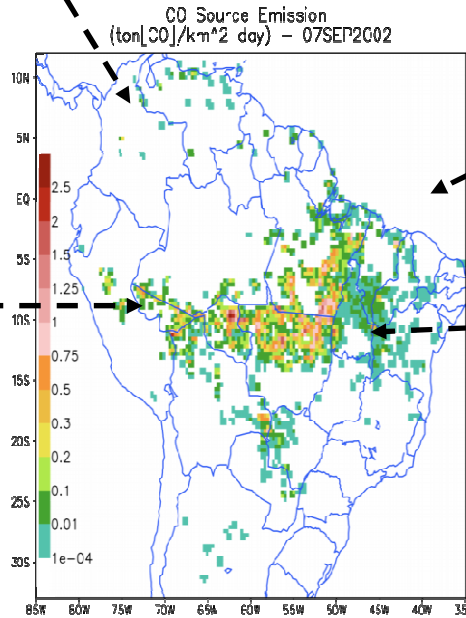 CO Source Emission
(ton[CO]/km^2 day) - 07SEP2002
10N
5N
EQ
5S
10S
15S
20S
25S
30S
2.5
2
1.5
1.25
1
0.75
0.5
0.3
0.2
0.1
0.01
1e-04
85W 80W 75W 70W 65W 60W 55W 50W 45W 40W 35W